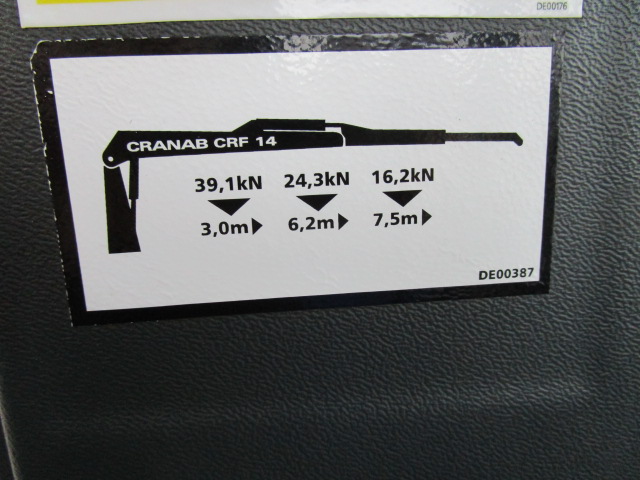 DE00176
CRANAB CRF 14
39,1kN 24,3kN 16,2kN
3,0m 6,2m 7,5m
DE00387